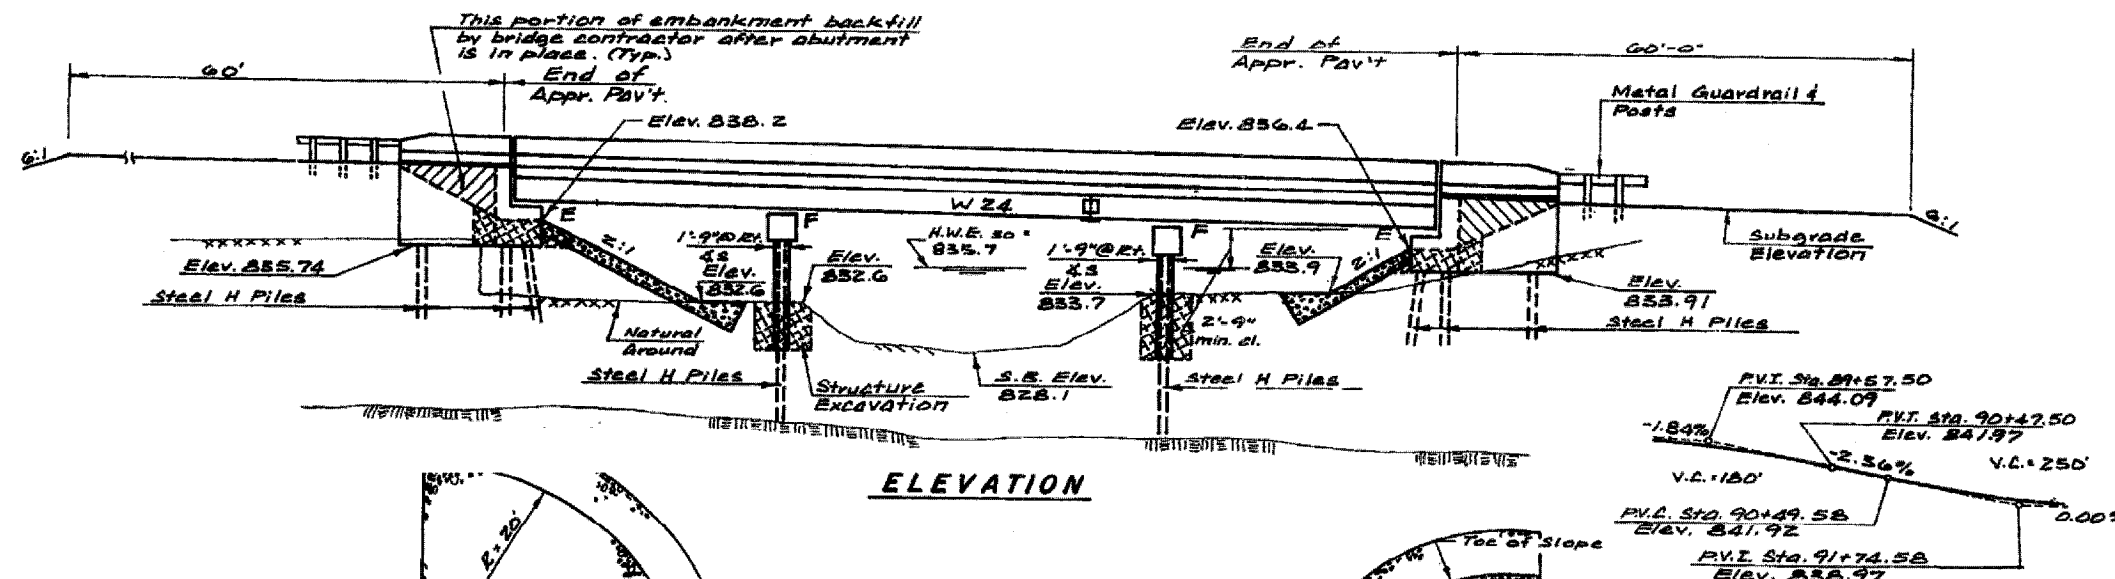 This portion of embankment backfill
by bridge contractor after abutment
is in place. (Typ.)
60'
End of
Appr. Pav't.
End of
Appr. Pav't
60'-0"
Metal Guardrail &
Posts
Elev. 838.2
Elev. 836.4
6:1
E
F
W 24
F
E
6:1
2:1
1'-9"@ Rt.
∡s
Elev.
832.6
Elev.
832.6
H.W.E. 50 =
835.7
1'-9"@ Rt.
∡s
Elev.
833.7
Elev.
833.9
2:1
Subgrade
Elevation
Elev. 835.74
Steel H Piles
Elev.
833.91
Steel H Piles
Natural
Ground
2'-9"
min. cl.
Steel H Piles
Structure
Excavation
S.B. Elev.
828.1
Steel H Piles
ELEVATION
P.V.I. Sta. 89+57.50
Elev. 844.09
P.V.T. Sta. 90+47.50
Elev. 841.97
-1.84%
-2.36%
V.C.=180'
V.C.=250'
P.V.C. Sta. 90+49.58
Elev. 841.92
0.00%
P.V.I. Sta. 91+74.58
Elev. 838.97
R=20'
Toe of Slope